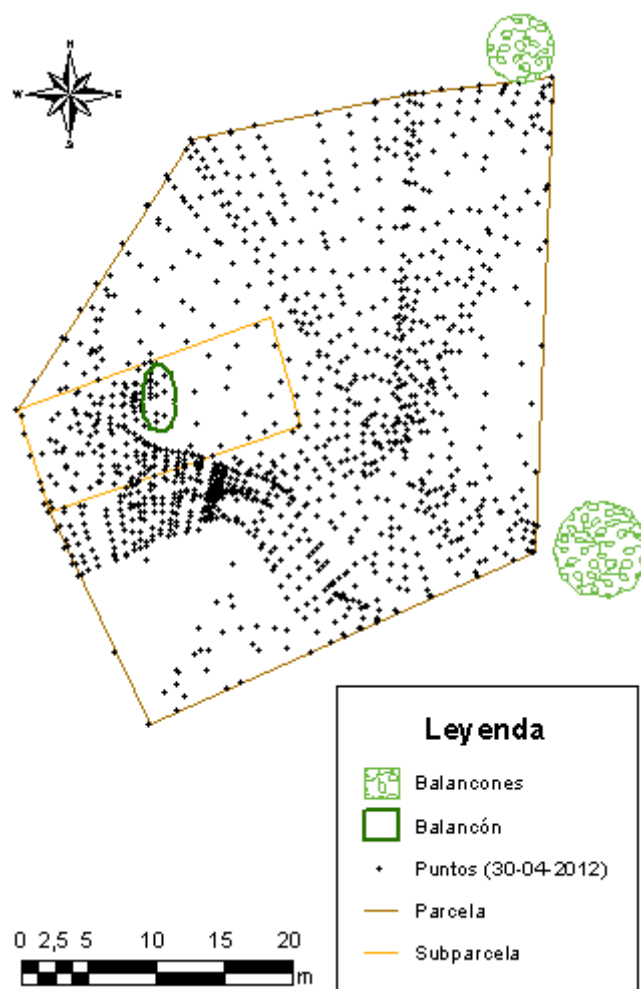 N
W E
S
Leyenda
Balancones
Balancón
Puntos (30-04-2012)
Parcela
Subparcela
0 2,5 5 10 15 20
m